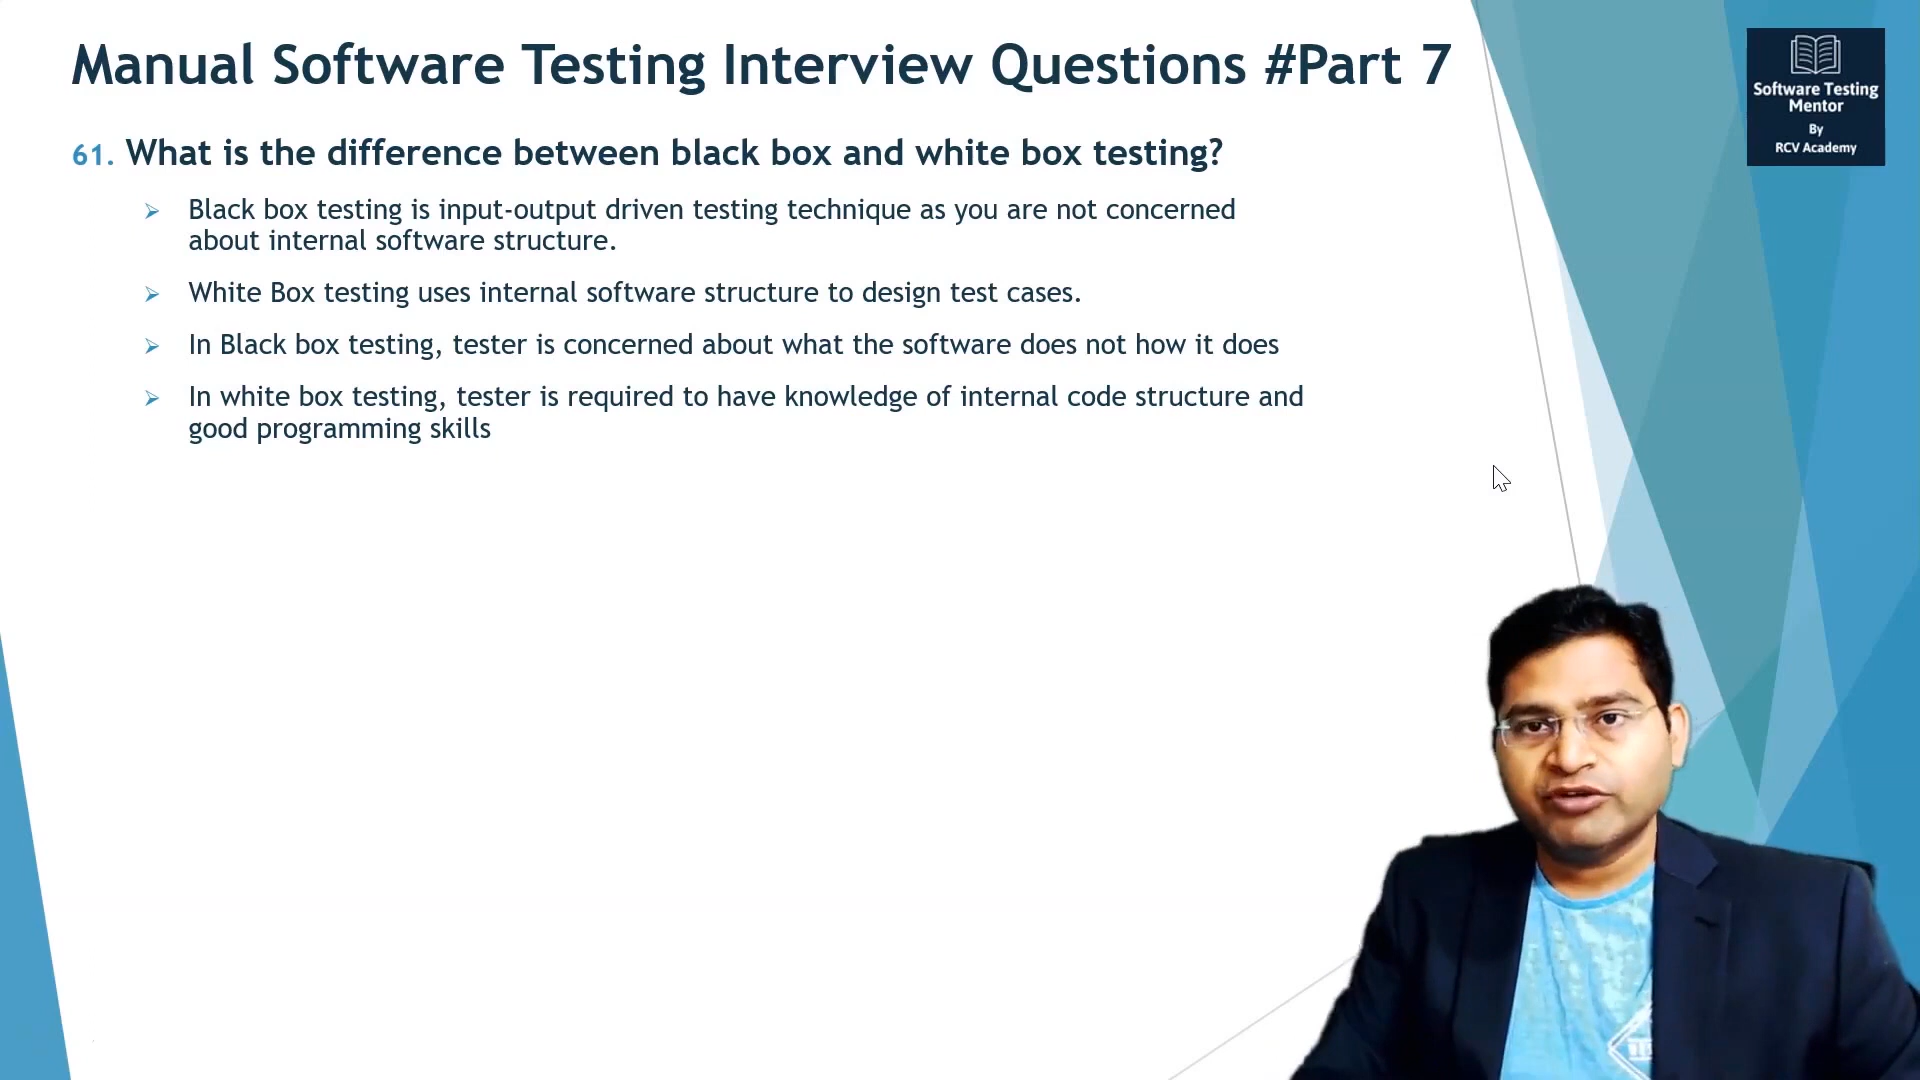 Manual Software Testing Interview Questions #Part 7
Software Testing
Mentor
By
RCV Academy
61. What is the difference between black box and white box testing?
Black box testing is input-output driven testing technique as you are not concerned
about internal software structure.
White Box testing uses internal software structure to design test cases.
In Black box testing, tester is concerned about what the software does not how it does
In white box testing, tester is required to have knowledge of internal code structure and
good programming skills